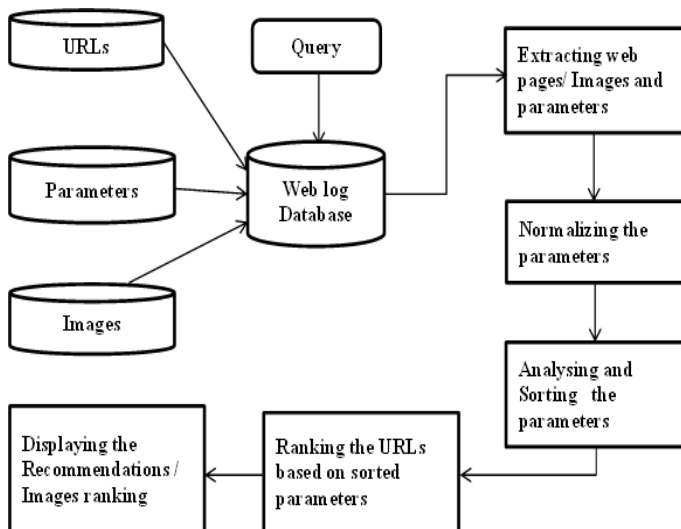 URLs
Query
Extracting web
pages/ Images and
parameters
Parameters
Web log
Database
Normalizing the
parameters
Images
Analysing and
Sorting the
parameters
Ranking the URLs
based on sorted
parameters
Displaying the
Recommendations /
Images ranking